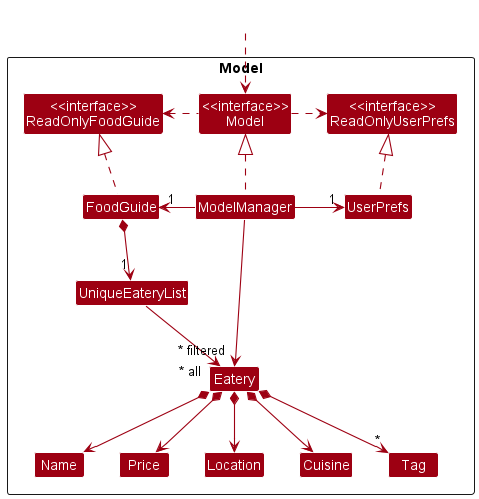 Model
<<interface>>
ReadOnlyFoodGuide
<<interface>>
Model
<<interface>>
ReadOnlyUserPrefs
FoodGuide
1
ModelManager
1
UserPrefs
1
UniqueEateryList
* filtered
* all
Eatery
Name
Price
Location
Cuisine
*
Tag